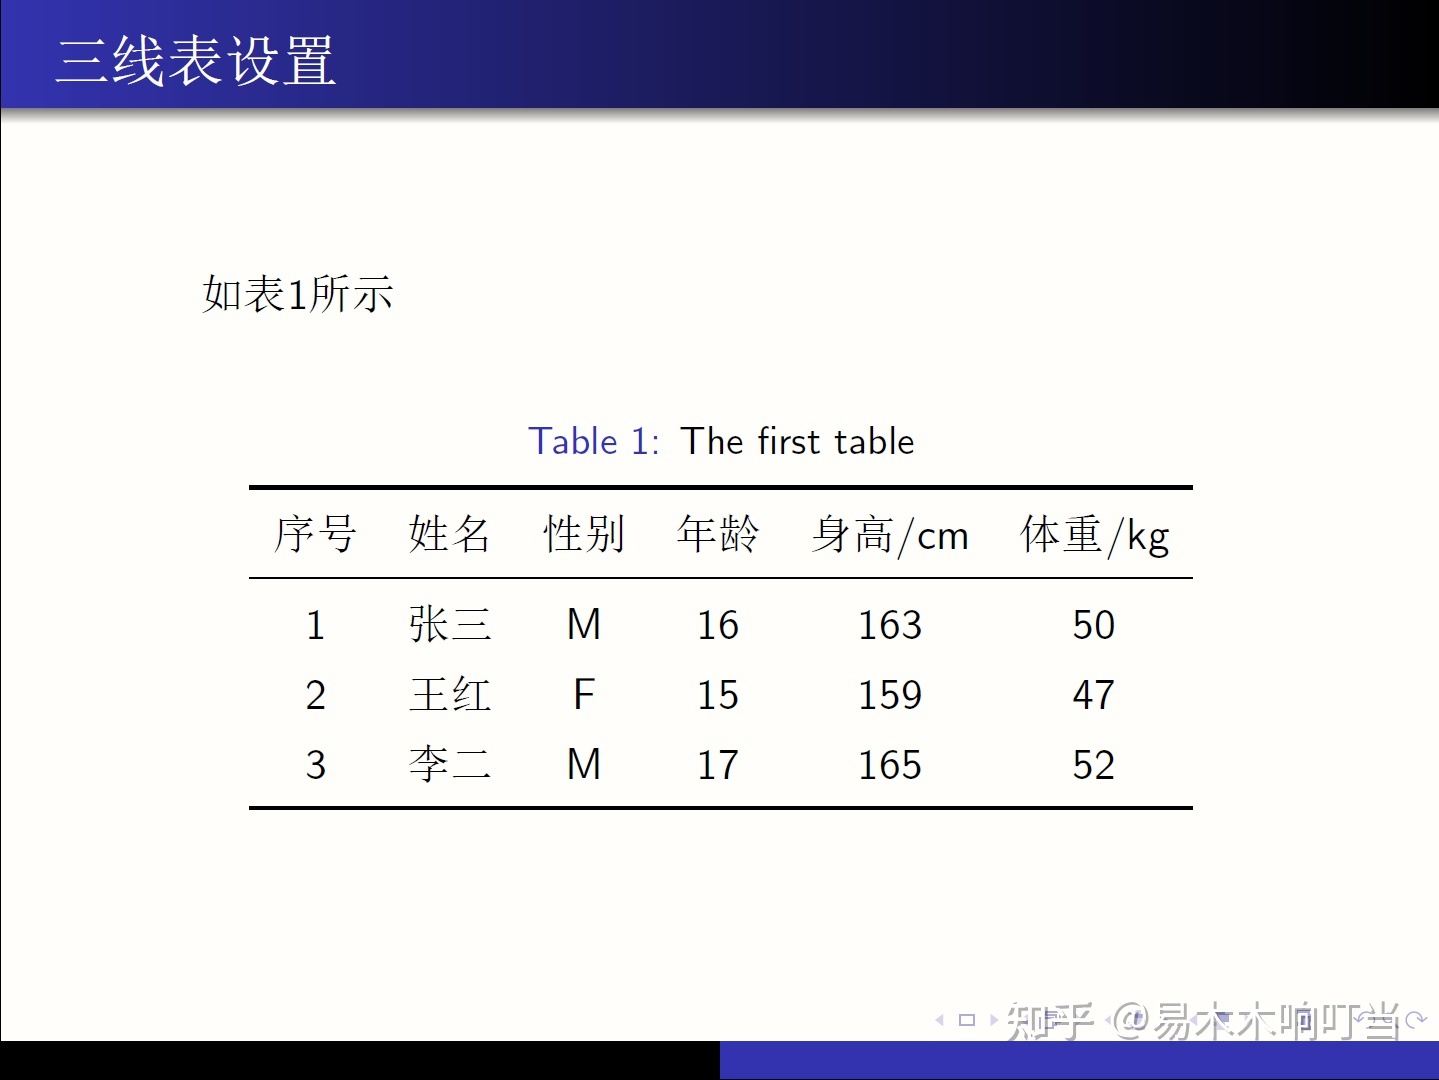 三线表设置
如表1所示
Table 1: The first table
序号 姓名 性别 年龄 身高/cm 体重/kg
1 张三 M 16 163 50
2 王红 F 15 159 47
3 李二 M 17 165 52
知乎 @易木木响叮当